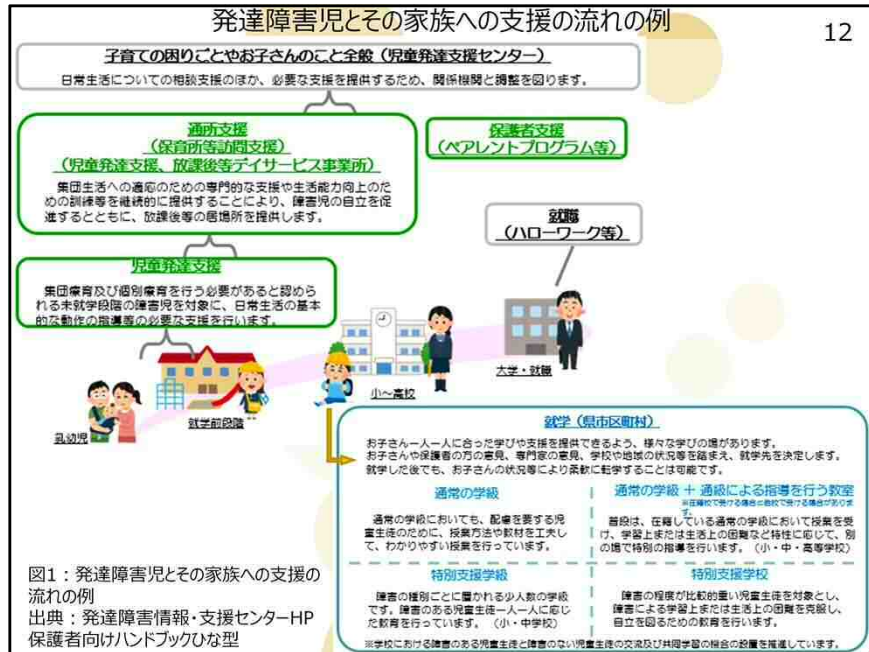 発達障害児とその家族への支援の流れの例
12
子育ての困りごとやお子さんのこと全般（児童発達支援センター）
日常生活についての相談支援のほか、必要な支援を提供するため、関係機関と調整を図ります。
通所支援
（保育所等訪問支援）
（児童発達支援、放課後等デイサービス事業所）
集団生活への適応のための専門的な支援や生活能力向上のた
めの訓練等を継続的に提供することにより、障害児の自立を促
進するとともに、放課後等の居場所を提供します。
保護者支援
（ペアレントプログラム等）
就職
（ハローワーク等）
児童発達支援
集団療育及び個別療育を行う必要があると認め
られる未就学段階の障害児を対象に、日常生活の基本
的な動作の指導等の必要な支援を行います。
乳幼児
就学前段階
小～高校
大学・就職
就学（県市区町村）
お子さん一人一人に合った学びや支援を提供できるよう、様々な学びの場があります。
お子さんや保護者の方の意見、専門家の意見、学校や地域の状況等を踏まえ、就学先を決定します。
就学した後でも、お子さんの状況等により柔軟に転学することは可能です。
通常の学級
通常の学級においても、配慮を要する児
童生徒のために、授業方法や教材を工夫し
て、わかりやすい授業を行っています。
通常の学級 ＋ 通級による指導を行う教室
※在籍校で受ける場合と他校で受ける場合がありま
す。
普段は、在籍している通常の学級において授業を受
け、学習上または生活上の困難など特性に応じて、別
の場で特別の指導を行います。（小・中・高等学校）
特別支援学級
障害の種別ごとに置かれる少人数の学級
です。障害のある児童生徒一人一人に応じ
た教育を行っています。（小・中学校）
特別支援学校
障害の程度が比較的重い児童生徒を対象とし、
障害による学習上または生活上の困難を克服し、
自立を図るための教育を行います。
※学校における障害のある児童生徒と障害のない児童生徒の交流及び共同学習の機会の設置を推進しています。
図1：発達障害児とその家族への支援の
流れの例
出典：発達障害情報・支援センターHP
保護者向けハンドブックひな型